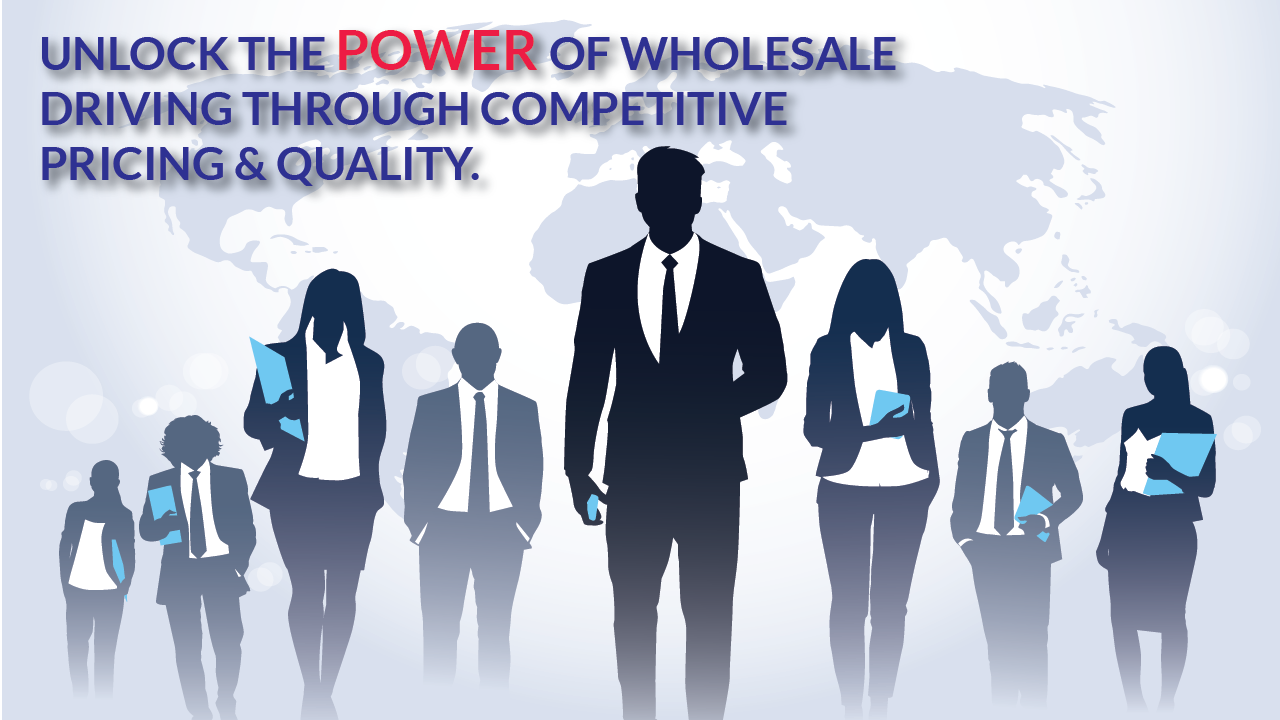 UNLOCK THE POWER OF WHOLESALE
DRIVING THROUGH COMPETITIVE
PRICING & QUALITY.